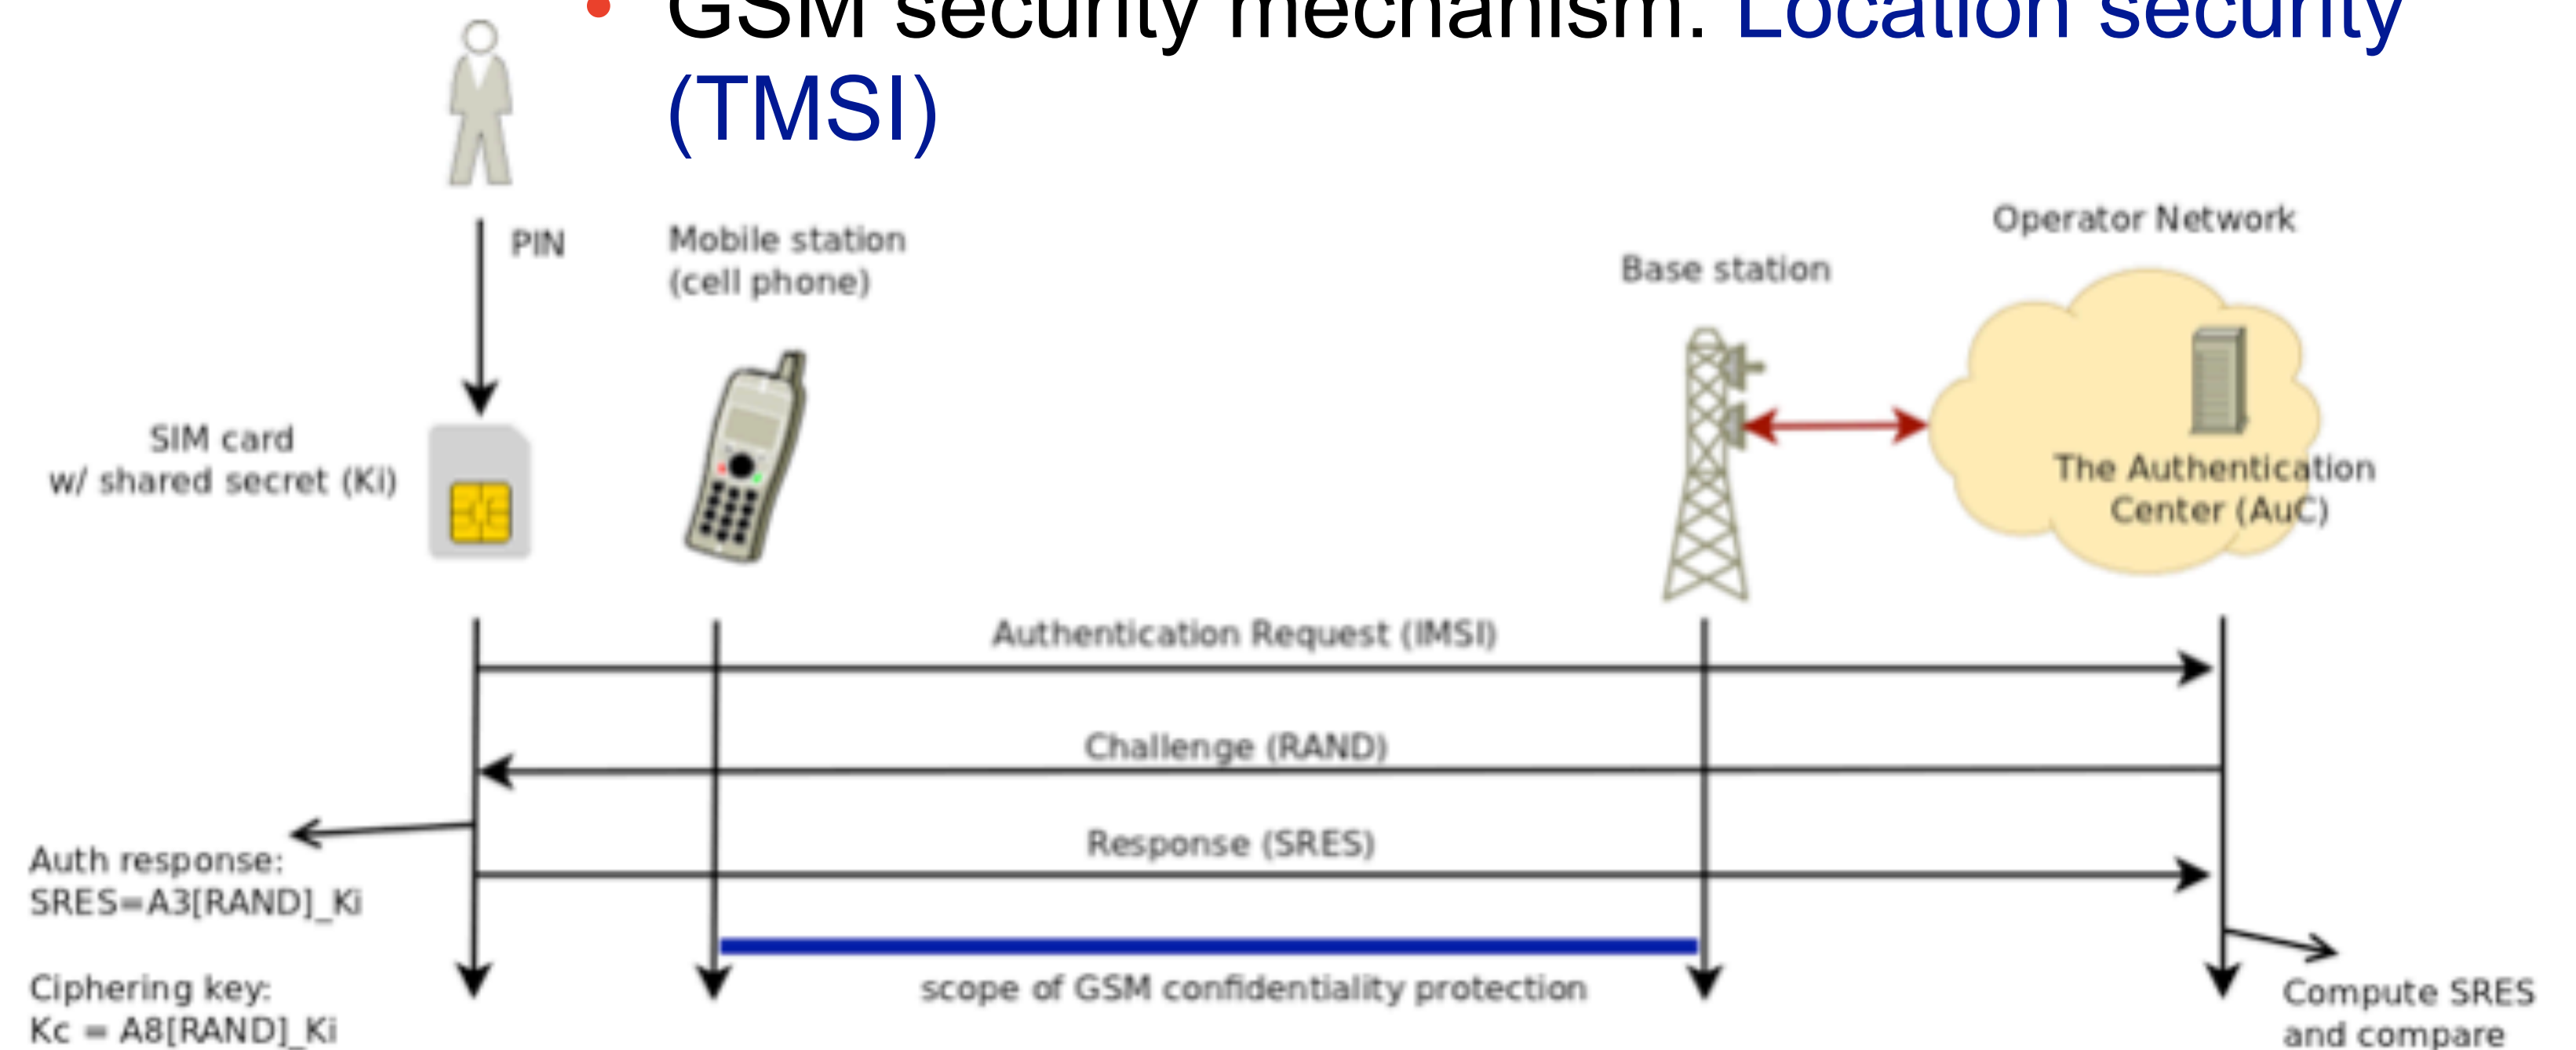 • GSM security mechanism. Location security
(TMSI)
PIN
Mobile station
(cell phone)
Base station
Operator Network
SIM card
w/ shared secret (Ki)
The Authentication
Center (AuC)
Authentication Request (IMSI)
Challenge (RAND)
Response (SRES)
Auth response:
SRES=A3[RAND]_Ki
Ciphering key:
Kc = A8[RAND]_Ki
scope of GSM confidentiality protection
Compute SRES
and compare